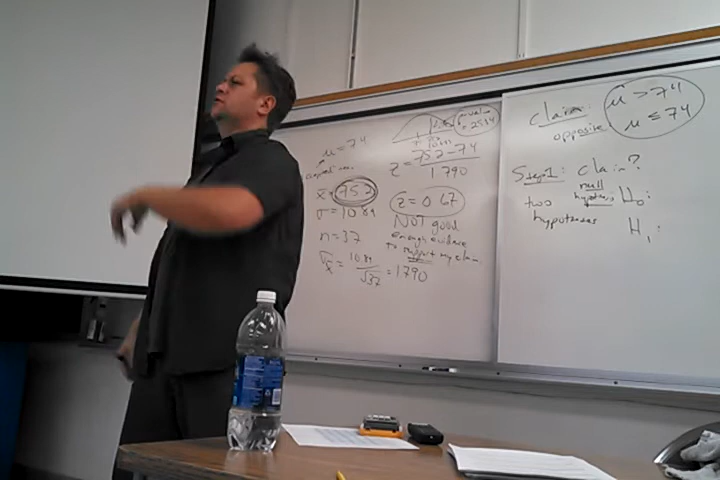 μ = 74
x̄ = 75.2
σ = 10.89
n = 37
σx̄ = 10.89 / √37 = 1.790
p-value
= .2514
z = 75.2 - 74 / 1.790
z = 0.67
NOT good
enough evidence
to support my claim.
claim: μ > 74
opposite μ ≤ 74
Step 1: claim?
two null
hypotheses hypothesis H₀:
H₁: